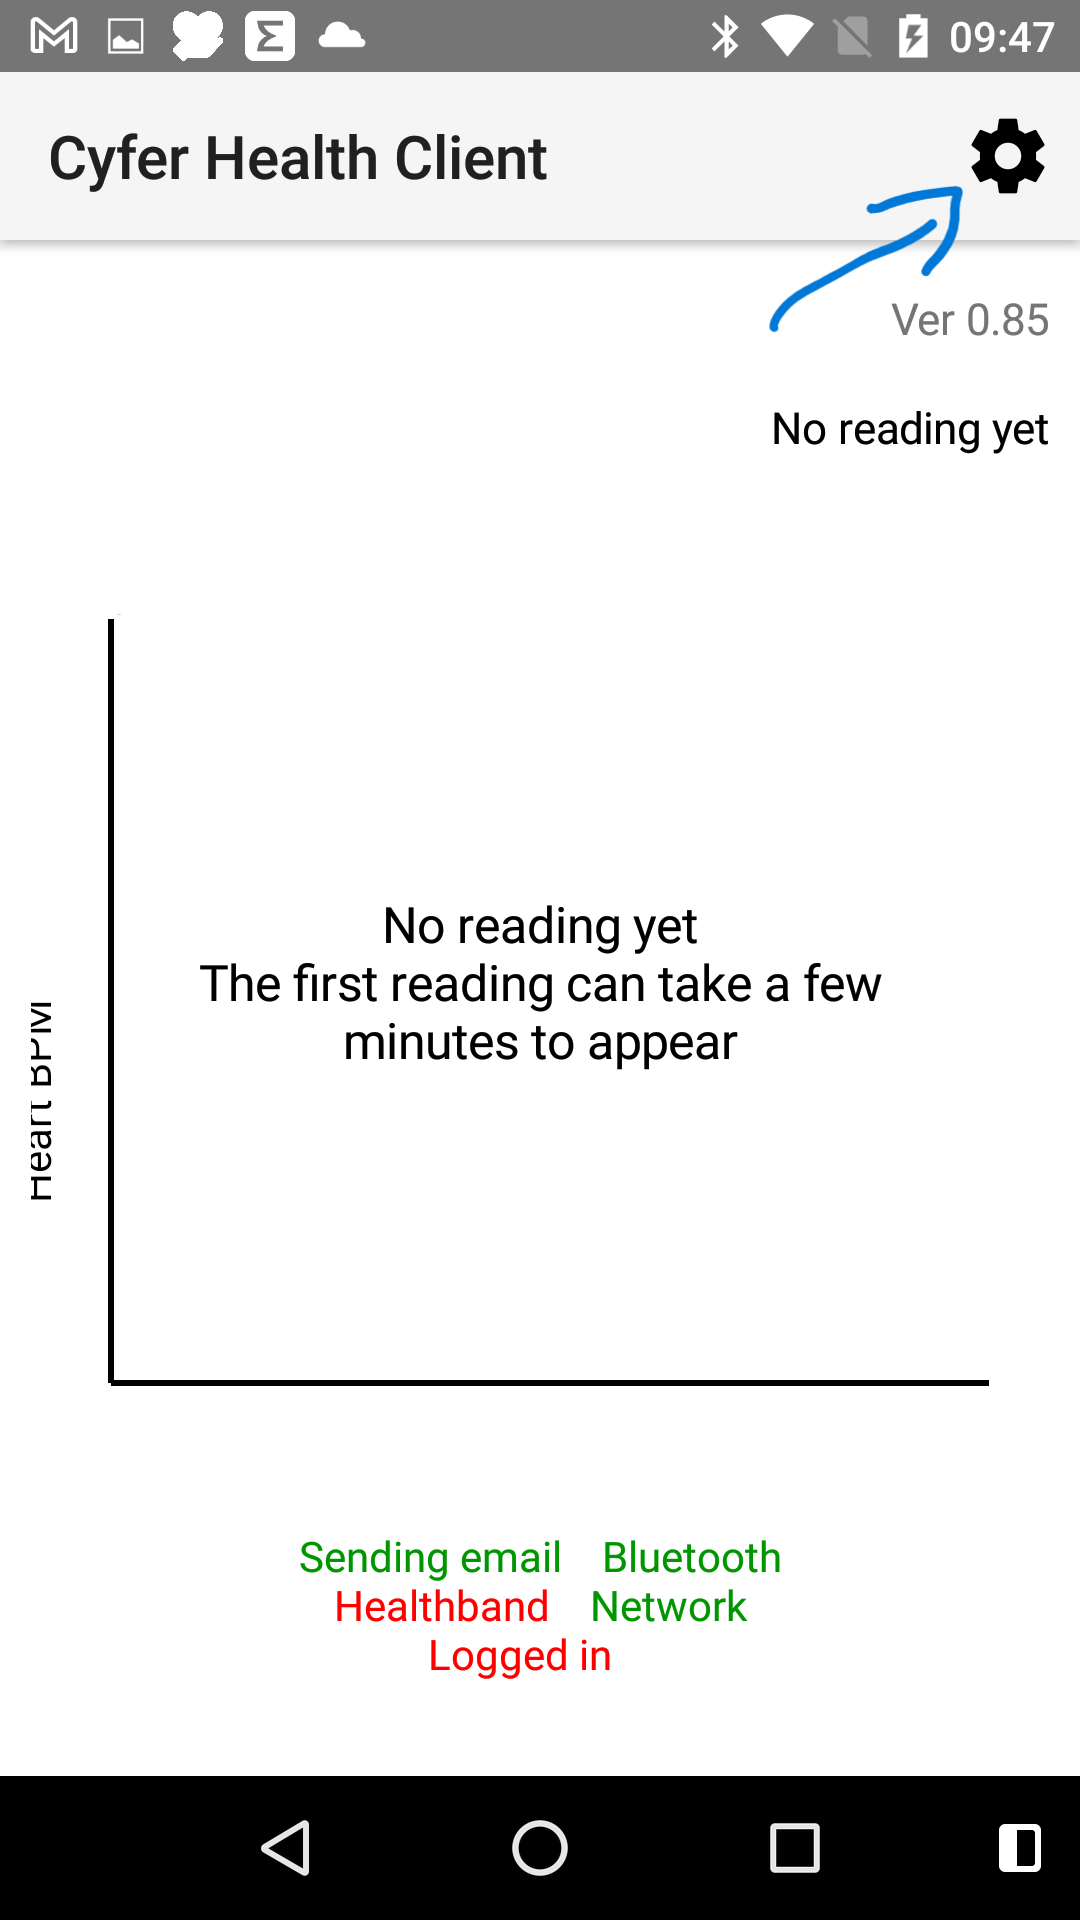 09:47
Cyfer Health Client
Ver 0.85
No reading yet
No reading yet
The first reading can take a few
minutes to appear
Heart BPM
Sending email Bluetooth
Healthband Network
Logged in